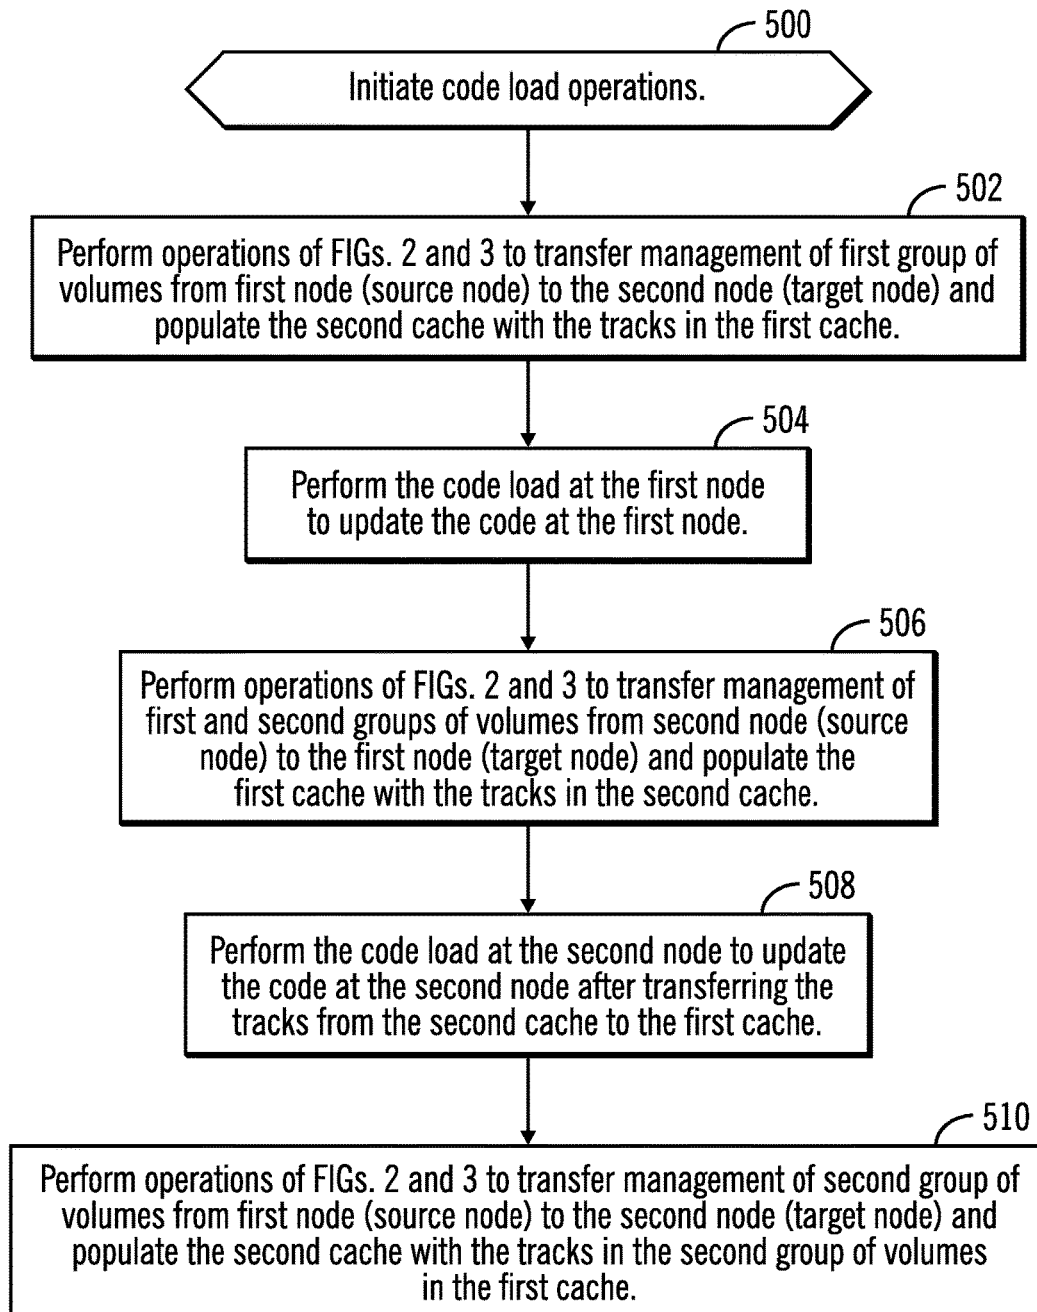 500
Initiate code load operations.
502
Perform operations of FIGs. 2 and 3 to transfer management of first group of
volumes from first node (source node) to the second node (target node) and
populate the second cache with the tracks in the first cache.
504
Perform the code load at the first node
to update the code at the first node.
506
Perform operations of FIGs. 2 and 3 to transfer management of
first and second groups of volumes from second node (source
node) to the first node (target node) and populate the
first cache with the tracks in the second cache.
508
Perform the code load at the second node to update
the code at the second node after transferring the
tracks from the second cache to the first cache.
510
Perform operations of FIGs. 2 and 3 to transfer management of second group of
volumes from first node (source node) to the second node (target node) and
populate the second cache with the tracks in the second group of volumes
in the first cache.